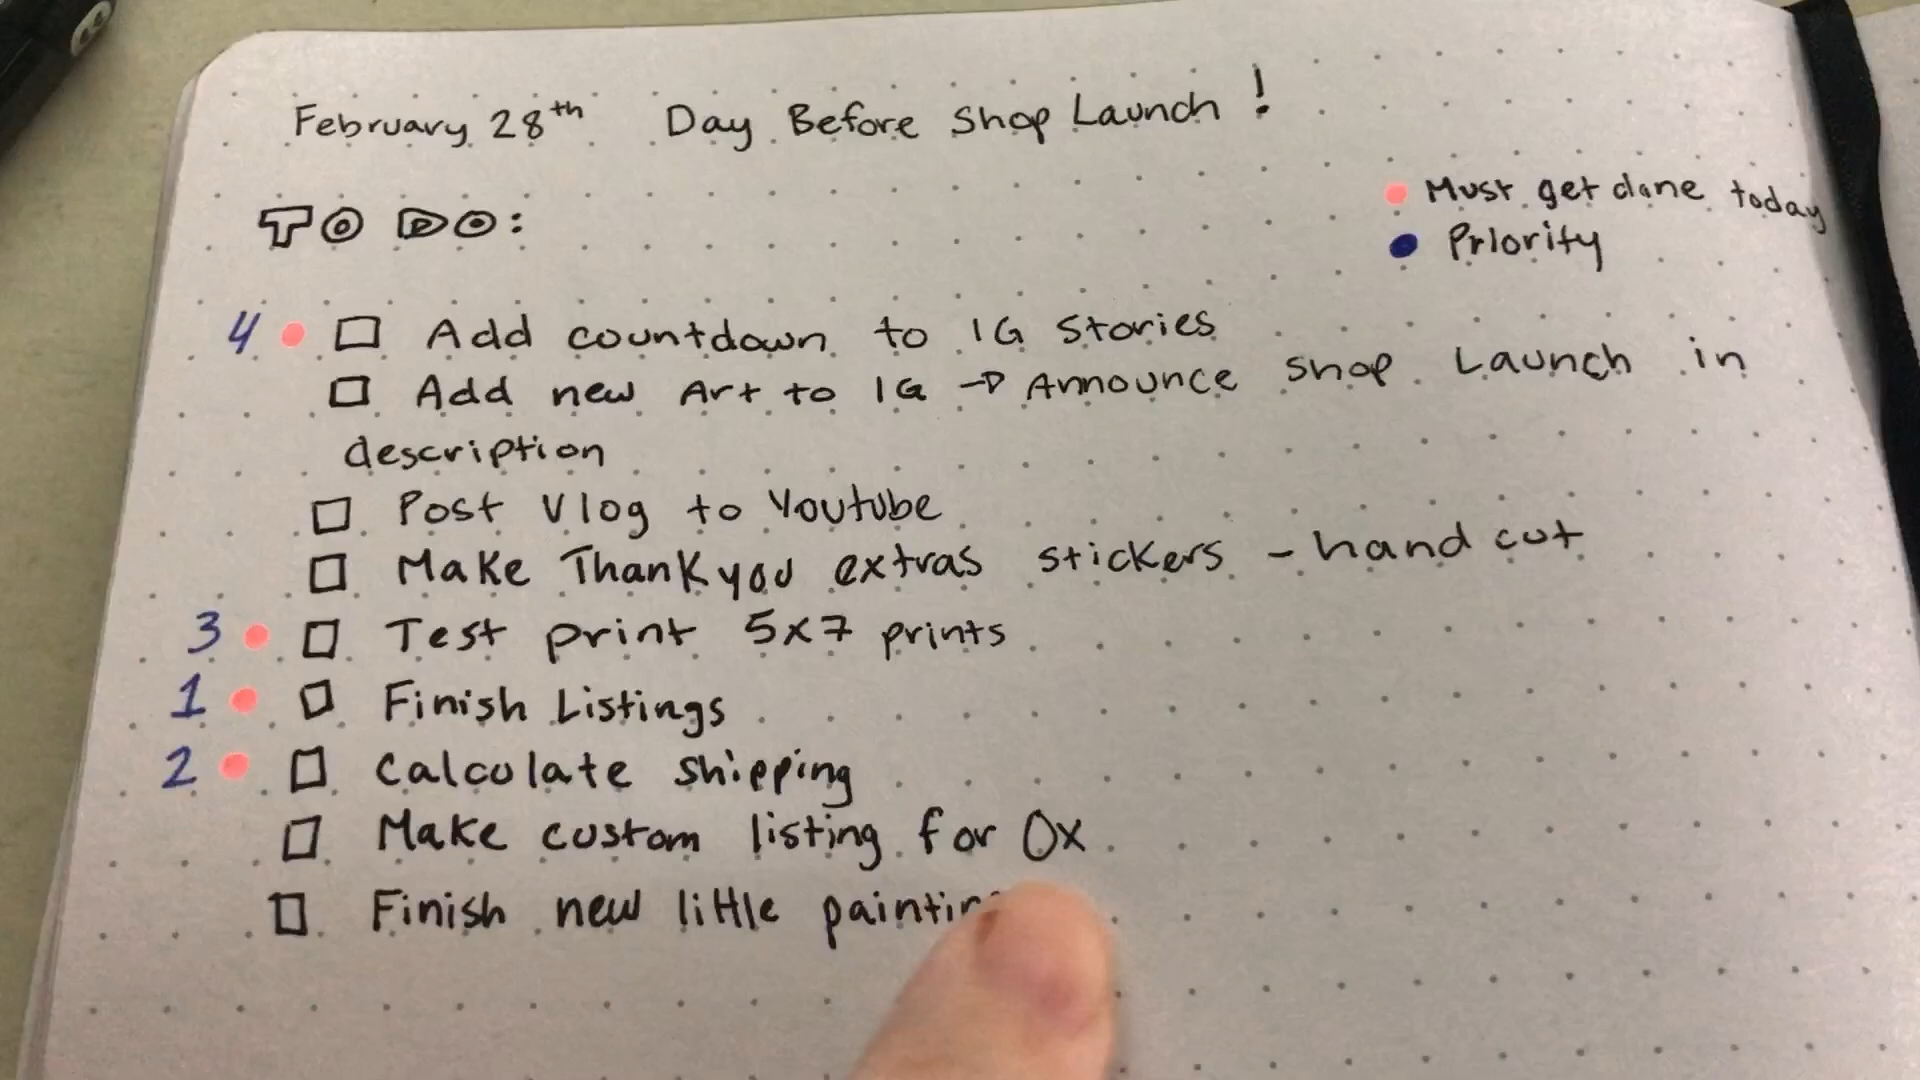 February 28th Day Before Shop Launch!
Must get done today
Priority
TO DO:
4 Add countdown to IG Stories
Add new Art to IG → Announce shop Launch in
description
Post Vlog to Youtube
Make Thank you extras stickers - hand cut
3 Test print 5x7 prints
1 Finish Listings
2 Calculate shipping
Make custom listing for Ox
Finish new little